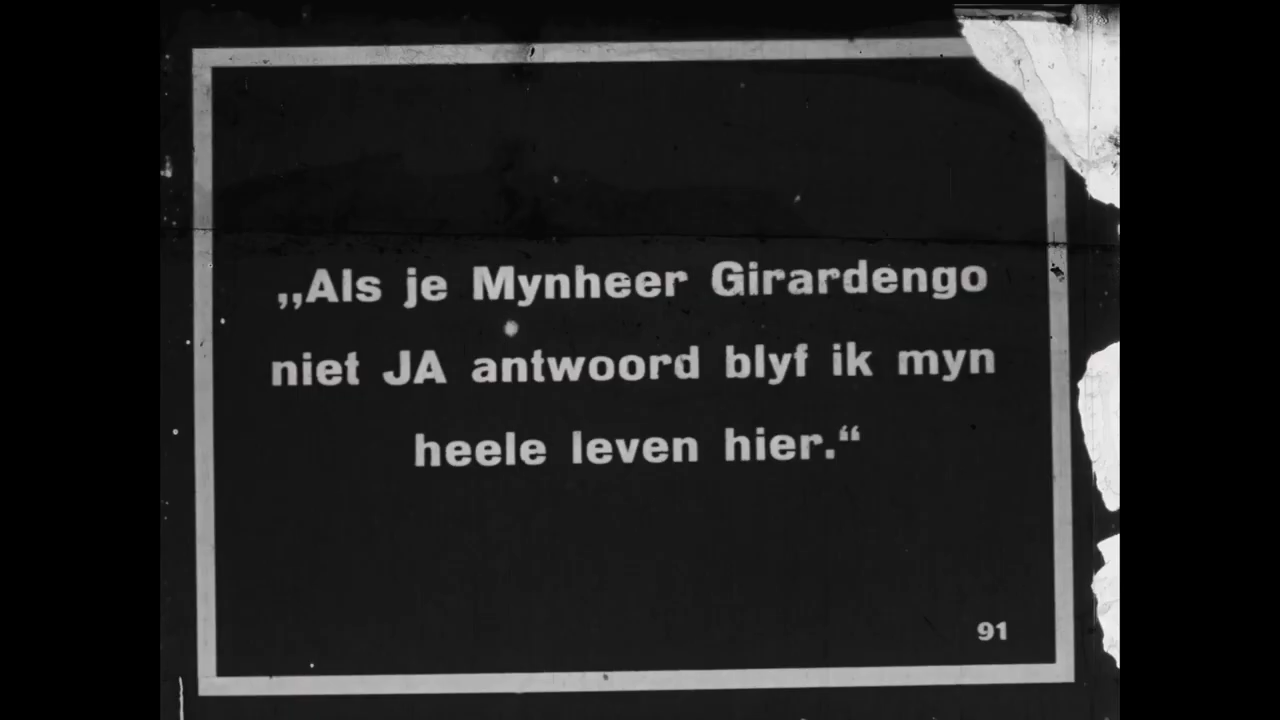 „Als je Mynheer Girardengo
niet JA antwoord blyf ik myn
heele leven hier.“
91